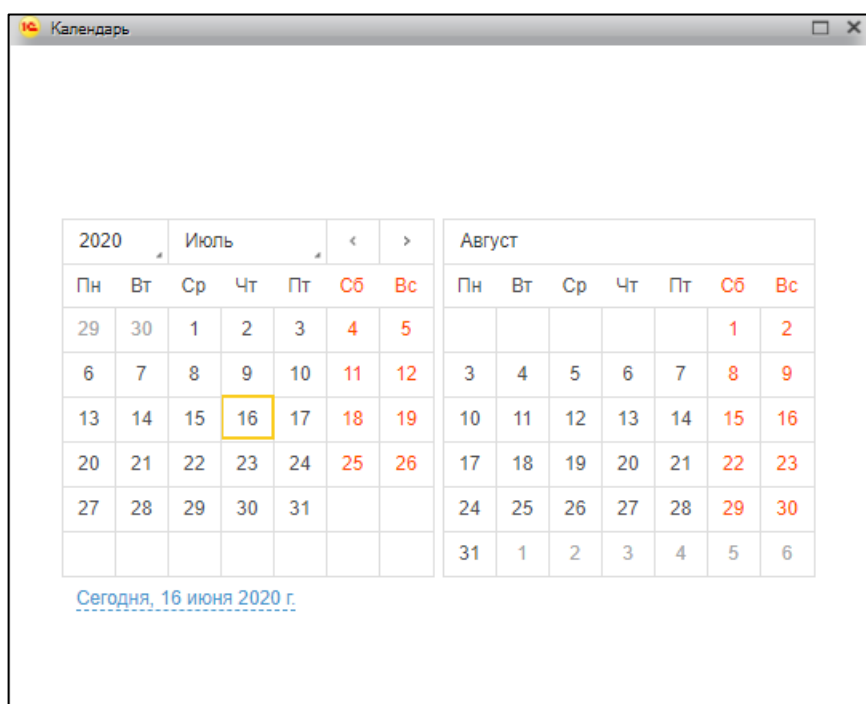 1С Календарь
2020 Июль < > Август
Пн Вт Ср Чт Пт Сб Вс Пн Вт Ср Чт Пт Сб Вс
29 30 1 2 3 4 5 1 2
6 7 8 9 10 11 12 3 4 5 6 7 8 9
13 14 15 16 17 18 19 10 11 12 13 14 15 16
20 21 22 23 24 25 26 17 18 19 20 21 22 23
27 28 29 30 31 24 25 26 27 28 29 30
31 1 2 3 4 5 6
Сегодня, 16 июня 2020 г.